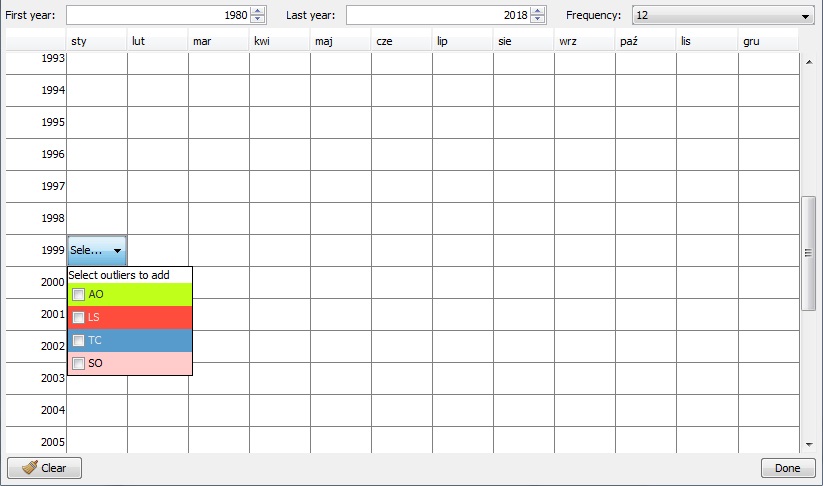 First year: 1980 Last year: 2018 Frequency: 12
sty lut mar kwi maj cze lip sie wrz paź lis gru
1993
1994
1995
1996
1997
1998
1999 Sele...
Select outliers to add
2000
AO
2001 LS
2002 TC
SO
2003
2004
2005
Clear Done